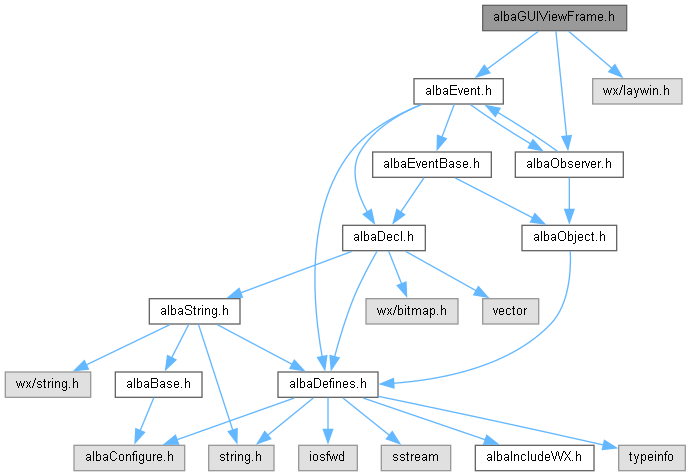 albaGUIViewFrame.h
albaEvent.h
wx/laywin.h
albaEventBase.h
albaObserver.h
albaDecl.h
albaObject.h
albaString.h
wx/bitmap.h
vector
wx/string.h
albaBase.h
albaDefines.h
albaConfigure.h
string.h
iosfwd
sstream
albaIncludeWX.h
typeinfo